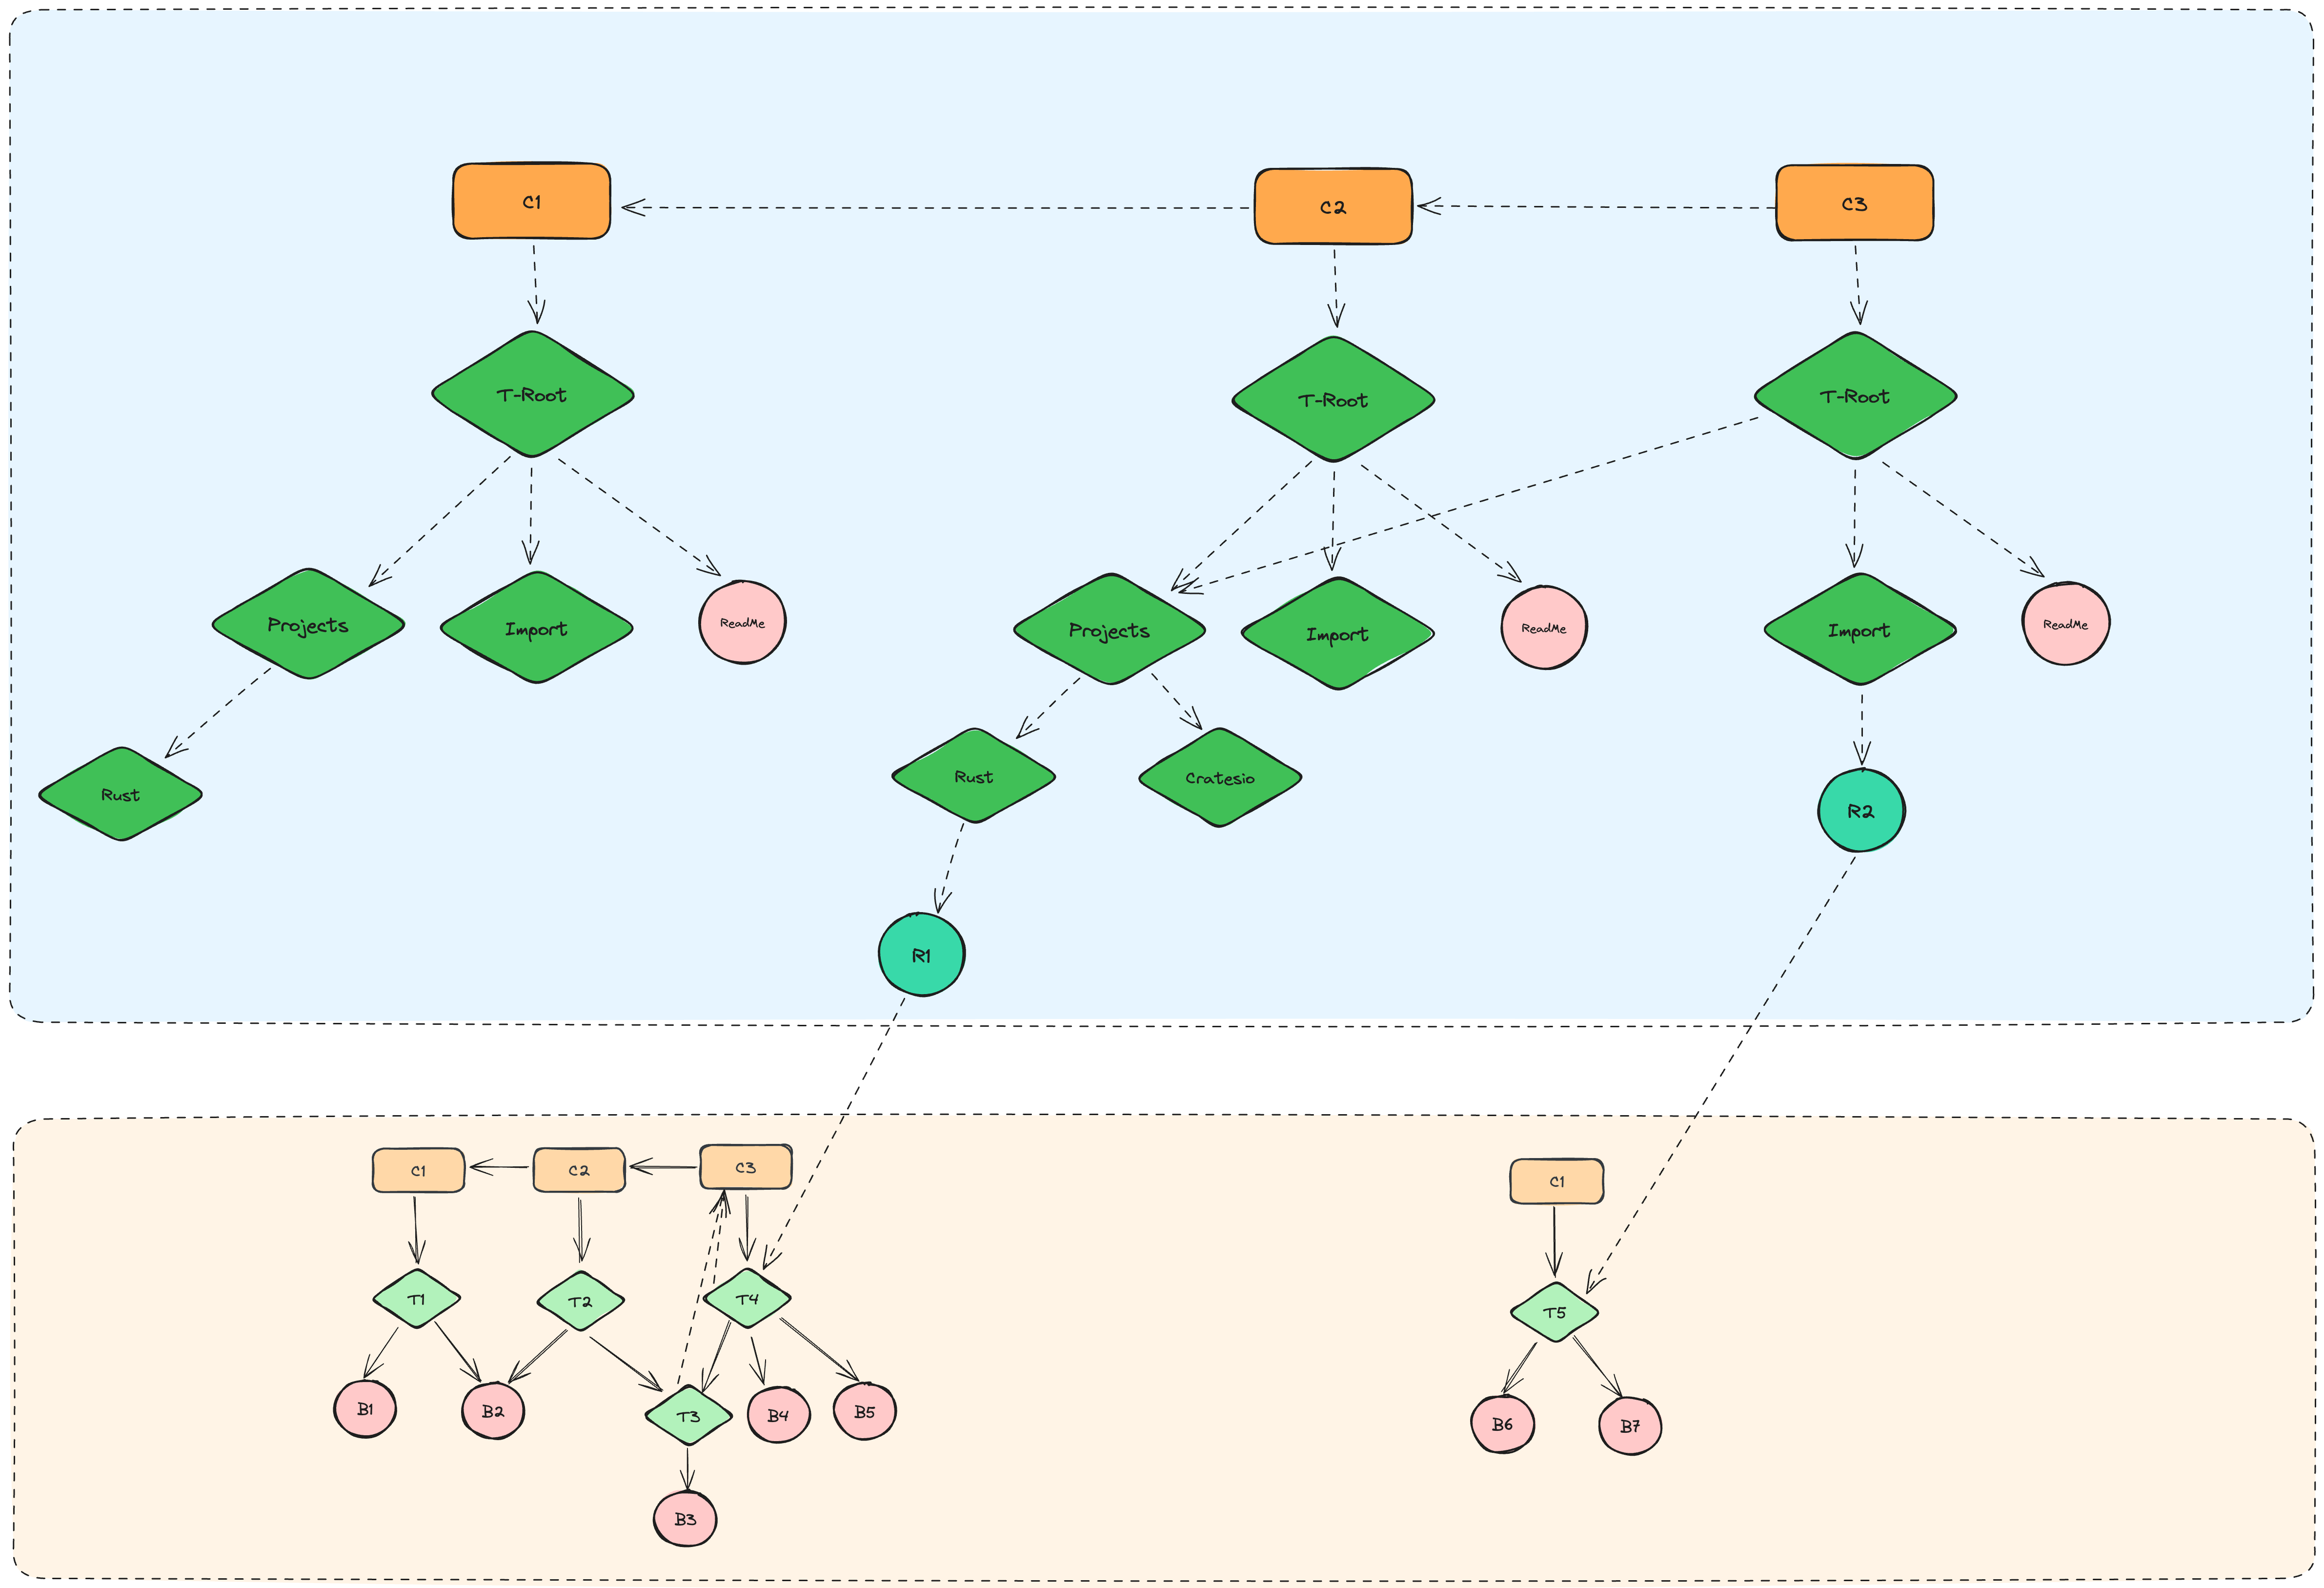 C1
C2
C3
T-Root
T-Root
T-Root
Projects
Import
ReadMe
Projects
Import
ReadMe
Import
ReadMe
Rust
Rust
Cratesio
R2
R1
C1
C2
C3
C1
T1
T2
T4
T5
B1
B2
T3
B4
B5
B6
B7
B3